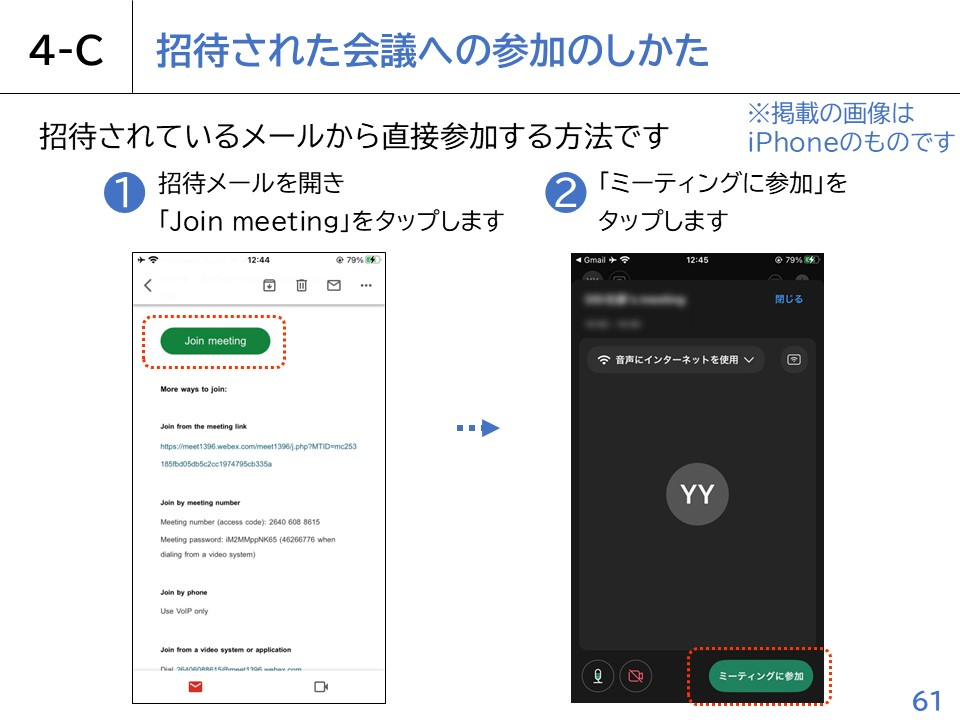 4-C
招待された会議への参加のしかた
※掲載の画像は
iPhoneのものです
招待されているメールから直接参加する方法です
1
招待メールを開き
「Join meeting」をタップします
2
「ミーティングに参加」を
タップします
12:44
79%
Join meeting
More ways to join:
Join from the meeting link
https://meet1396.webex.com/meet1396/j.php?MTID=mc253
185fbd05db5c2cc1974795cb335a
Join by meeting number
Meeting number (access code): 2640 608 8615
Meeting password: iM2MMppNK65 (46266776 when
dialing from a video system)
Join by phone
Use VoIP only
Join from a video system or application
Dial 26406088615@meet1396.webex.com
Gmail
12:45
79%
閉じる
音声にインターネットを使用
YY
ミーティングに参加
61